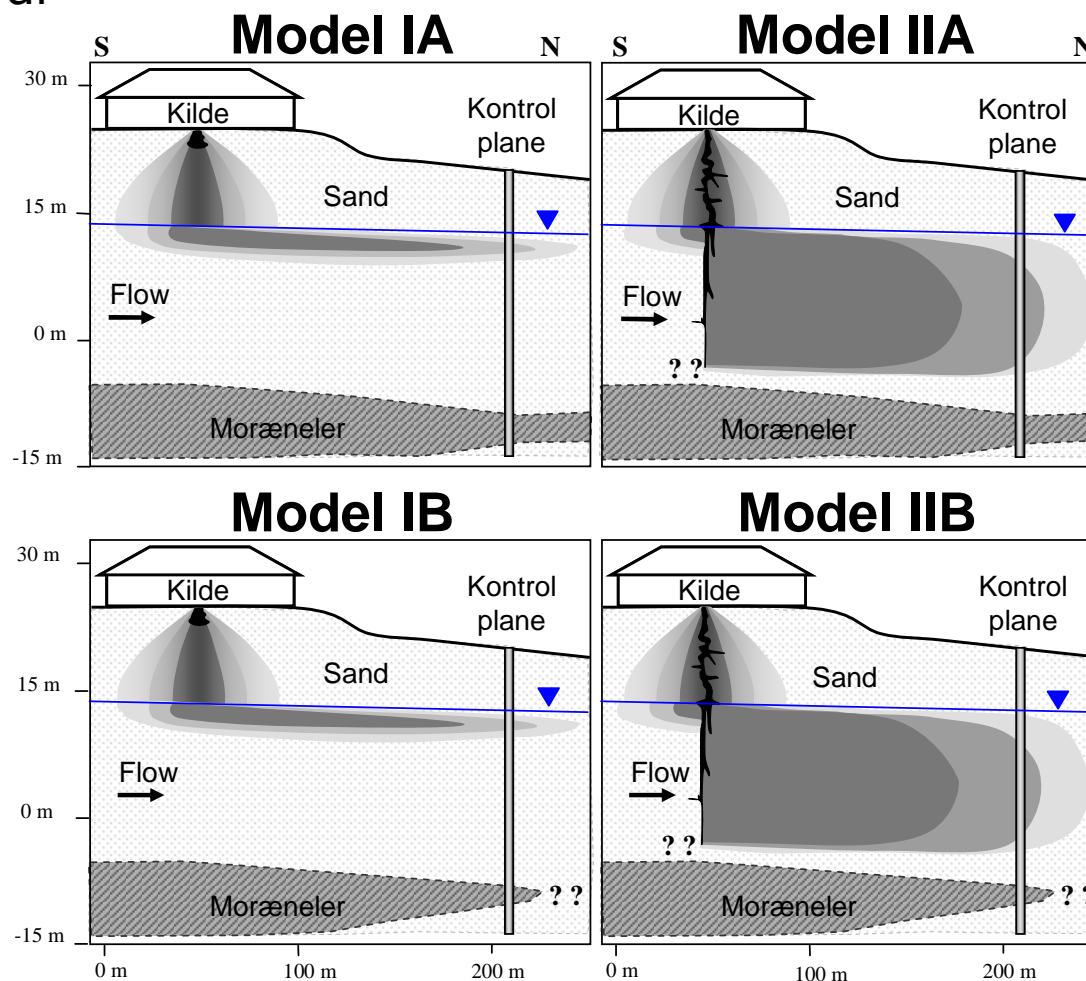 Model IA
S N
30 m
Kilde
Kontrol
plane
Sand
15 m
Flow
0 m
Moræneler
-15 m
Model IIA
S N
Kilde
Kontrol
plane
Sand
Flow
? ?
Moræneler
Model IB
30 m
Kilde
Kontrol
plane
Sand
15 m
Flow
0 m
? ?
Moræneler
-15 m
0 m 100 m 200 m
Model IIB
Kilde
Kontrol
plane
Sand
Flow
? ?
? ?
Moræneler
0 m 100 m 200 m